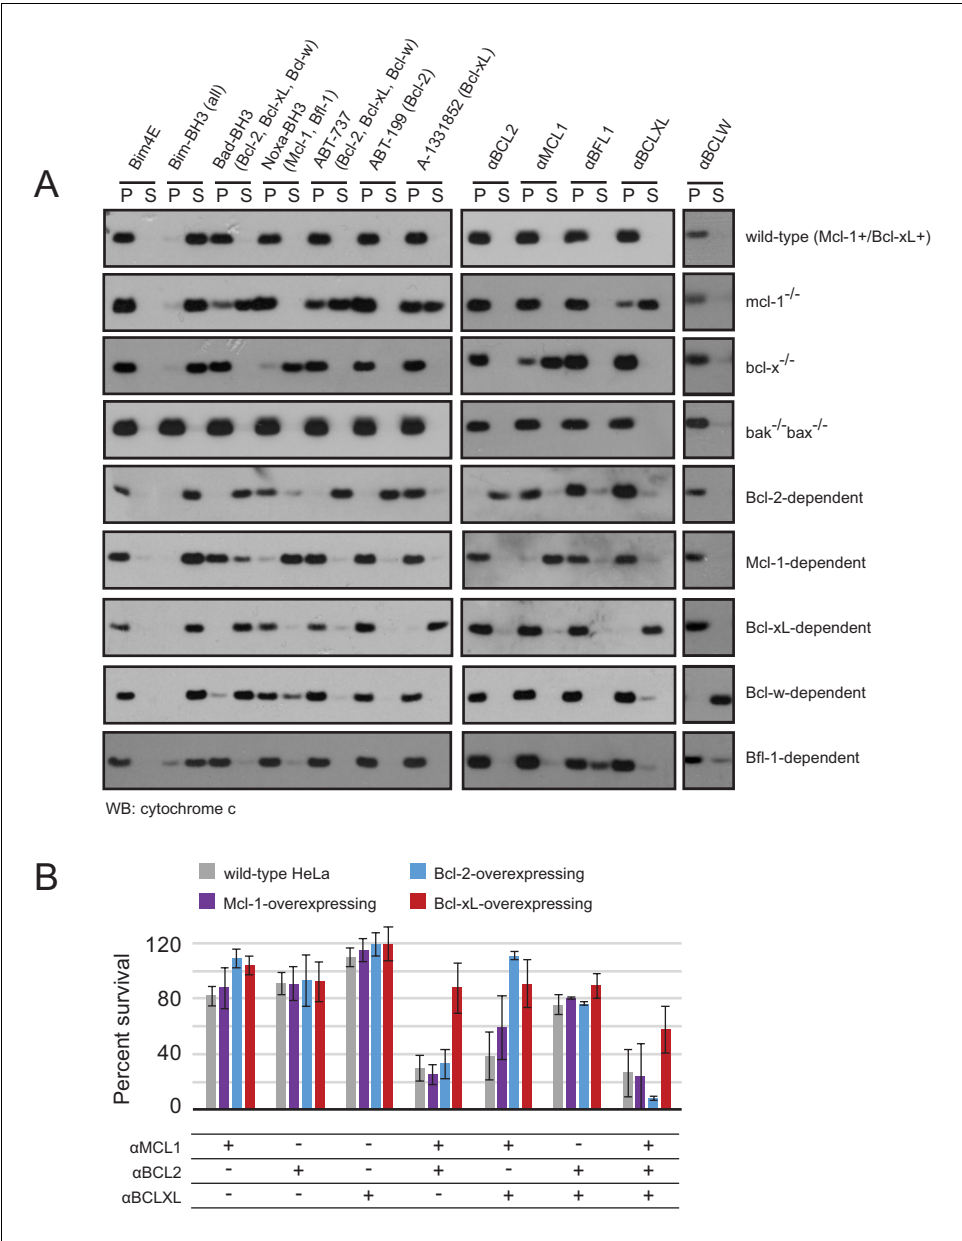 A
Bim4E
Bim-BH3 (all)
Bad-BH3
(Bcl-2, Bcl-xL, Bcl-w)
Noxa-BH3
(Mcl-1, Bfl-1)
ABT-737
(Bcl-2, Bcl-xL, Bcl-w)
ABT-199 (Bcl-2)
A-1331852 (Bcl-xL)
αBCL2
αMCL1
αBFL1
αBCLXL
αBCLW
P S P S P S P S P S P S P S P S P S P S P S P S
wild-type (Mcl-1+/Bcl-xL+)
mcl-1-/-
bcl-x-/-
bak-/-bax-/-
Bcl-2-dependent
Mcl-1-dependent
Bcl-xL-dependent
Bcl-w-dependent
Bfl-1-dependent
WB: cytochrome c
B
wild-type HeLa
Mcl-1-overexpressing
Bcl-2-overexpressing
Bcl-xL-overexpressing
Percent survival
120
80
40
0
αMCL1 + - - + + - +
αBCL2 - + - + - + +
αBCLXL - - + - + + +